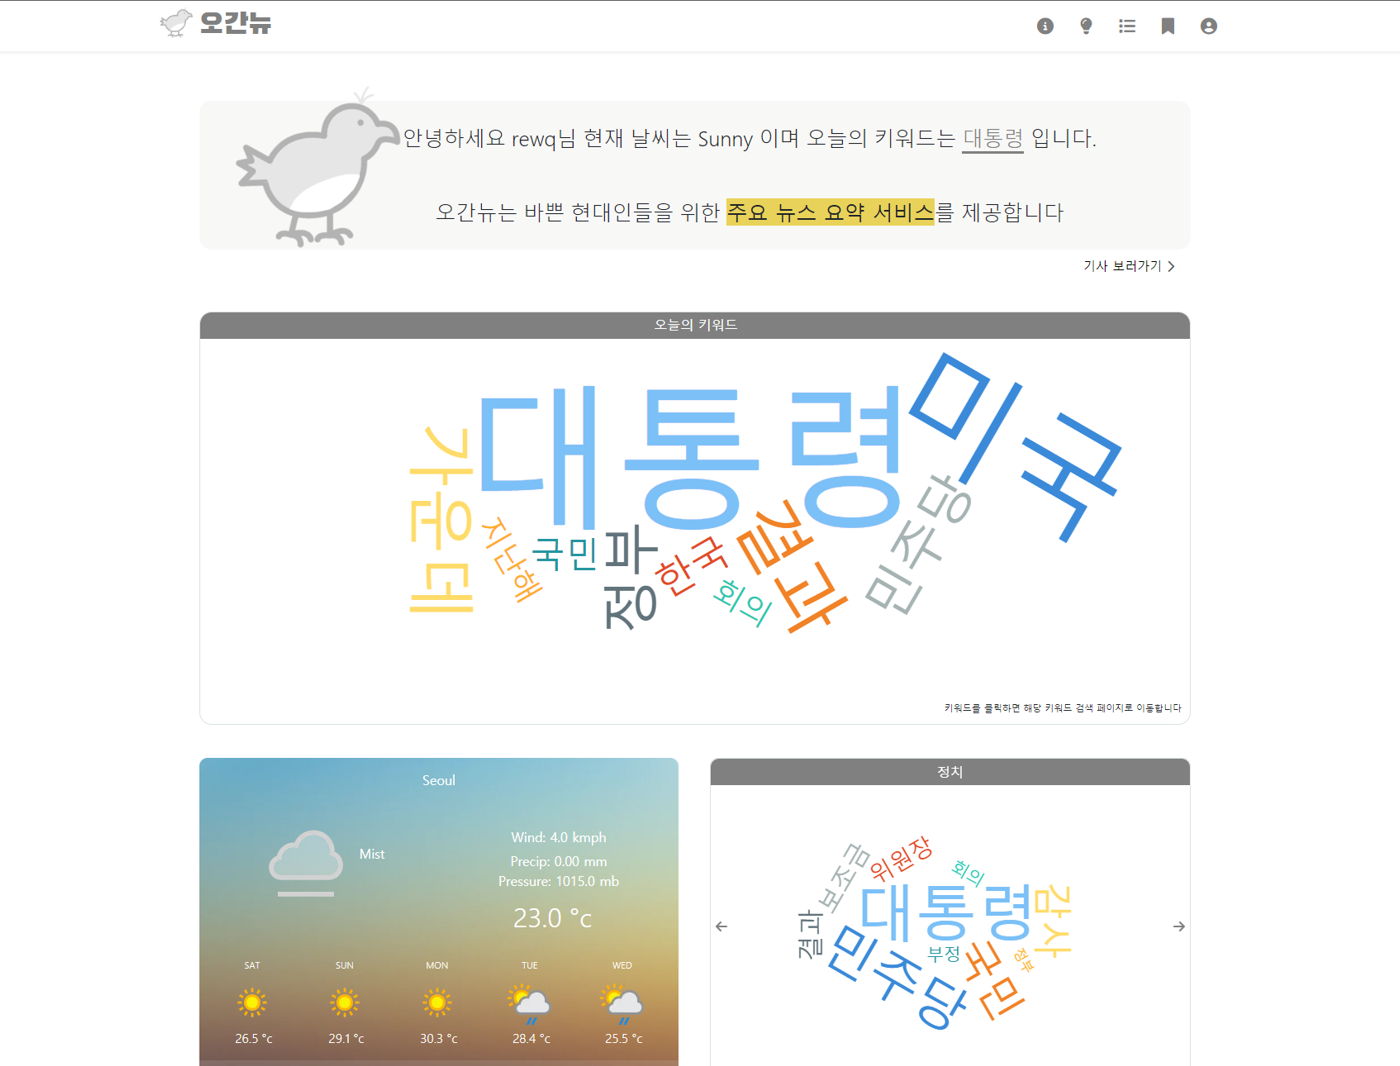 오간뉴
안녕하세요 rewq님 현재 날씨는 Sunny 이며 오늘의 키워드는 대통령 입니다.
오간뉴는 바쁜 현대인들을 위한 주요 뉴스 요약 서비스를 제공합니다
기사 보러가기
오늘의 키워드
대통령
미국
가운데
지난해
국민
정부
한국
회의
결과
민주당
키워드를 클릭하면 해당 키워드 검색 페이지로 이동합니다
Seoul
Mist
Wind: 4.0 kmph
Precip: 0.00 mm
Pressure: 1015.0 mb
23.0 °c
SAT SUN MON TUE WED
26.5 °c 29.1 °c 30.3 °c 28.4 °c 25.5 °c
정치
보조금
위원장
회의
대통령
감사
결과
민주당
부정
국민
정부